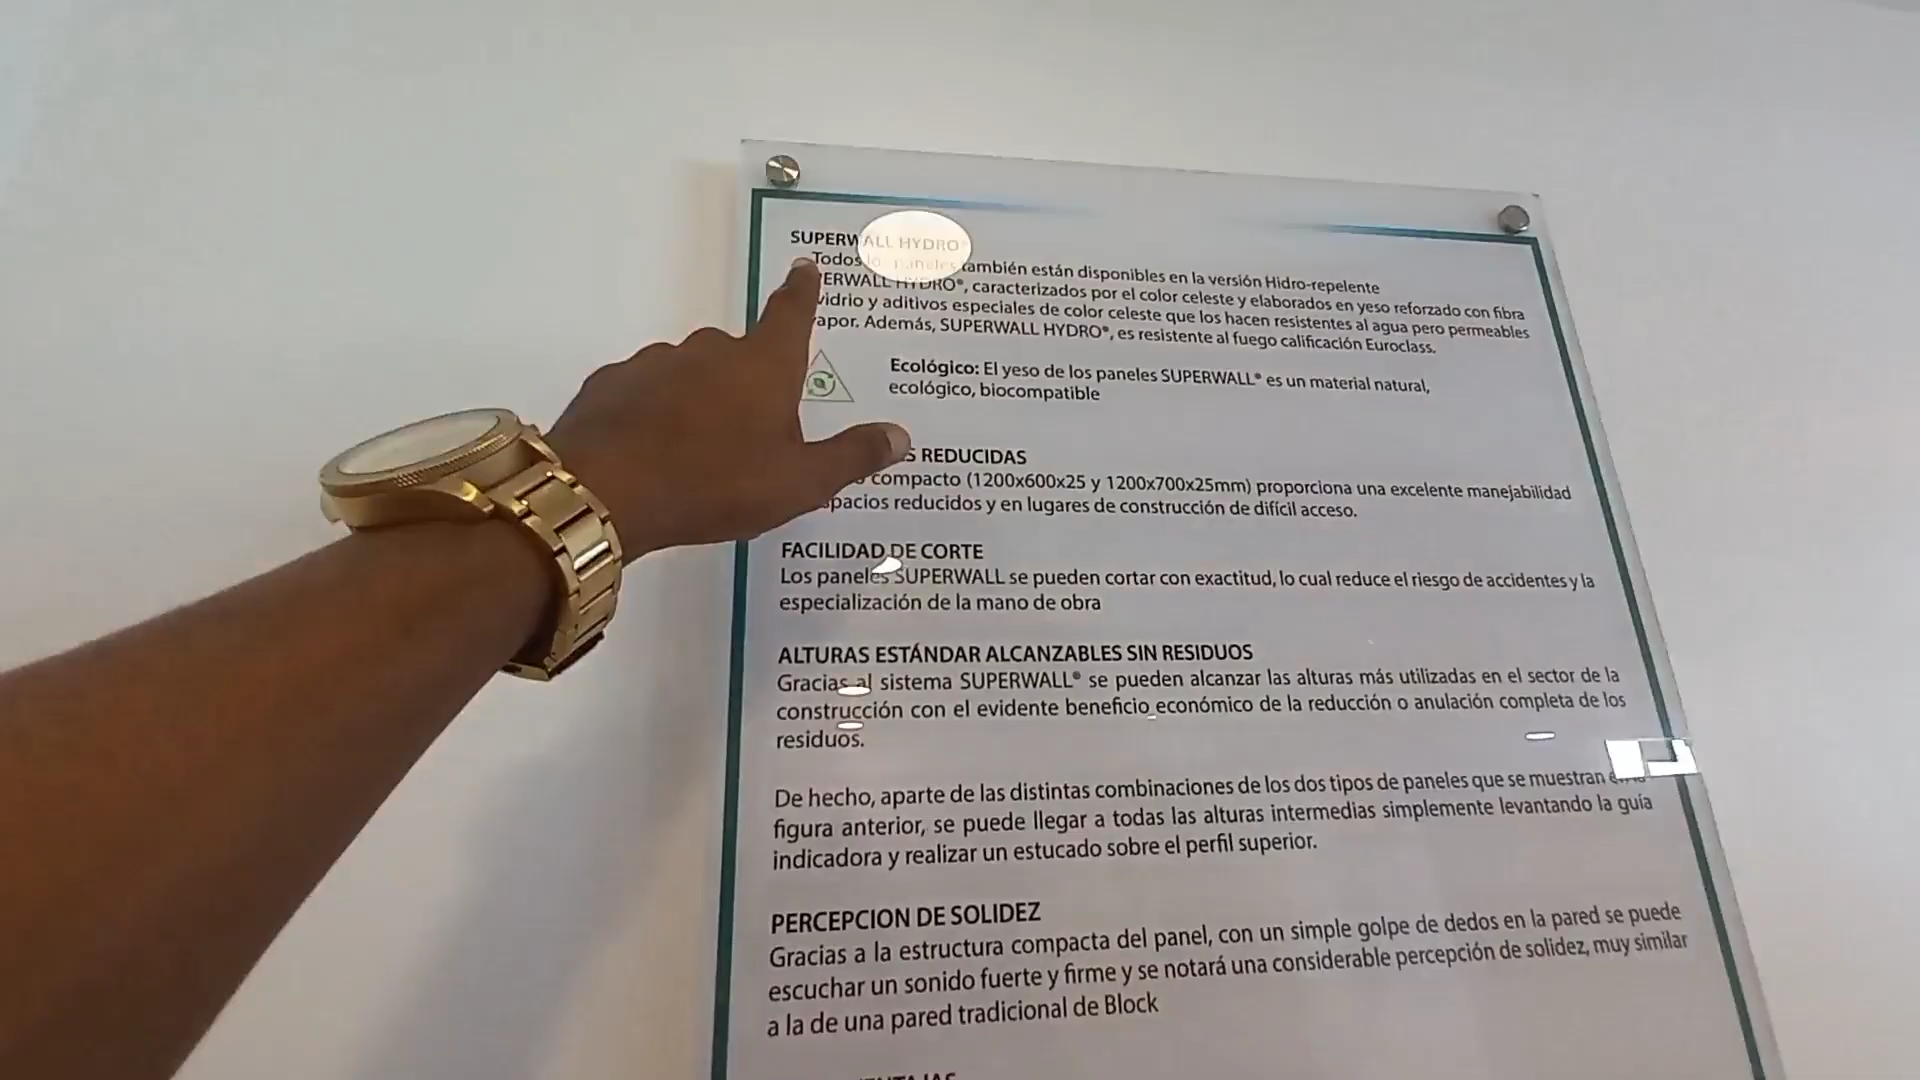 SUPERWALL HYDRO®
Todos los paneles también están disponibles en la versión Hidro-repelente
ERWALL HYDRO®, caracterizados por el color celeste y elaborados en yeso reforzado con fibra
vidrio y aditivos especiales de color celeste que los hacen resistentes al agua pero permeables
vapor. Además, SUPERWALL HYDRO®, es resistente al fuego calificación Euroclass.
Ecológico: El yeso de los paneles SUPERWALL® es un material natural,
ecológico, biocompatible
REDUCIDAS
compacto (1200x600x25 y 1200x700x25mm) proporciona una excelente manejabilidad
spacios reducidos y en lugares de construcción de difícil acceso.
FACILIDAD DE CORTE
Los paneles SUPERWALL se pueden cortar con exactitud, lo cual reduce el riesgo de accidentes y la
especialización de la mano de obra
ALTURAS ESTÁNDAR ALCANZABLES SIN RESIDUOS
Gracias al sistema SUPERWALL® se pueden alcanzar las alturas más utilizadas en el sector de la
construcción con el evidente beneficio económico de la reducción o anulación completa de los
residuos.
De hecho, aparte de las distintas combinaciones de los dos tipos de paneles que se muestran
figura anterior, se puede llegar a todas las alturas intermedias simplemente levantando la guía
indicadora y realizar un estucado sobre el perfil superior.
PERCEPCION DE SOLIDEZ
Gracias a la estructura compacta del panel, con un simple golpe de dedos en la pared se puede
escuchar un sonido fuerte y firme y se notará una considerable percepción de solidez, muy similar
a la de una pared tradicional de Block